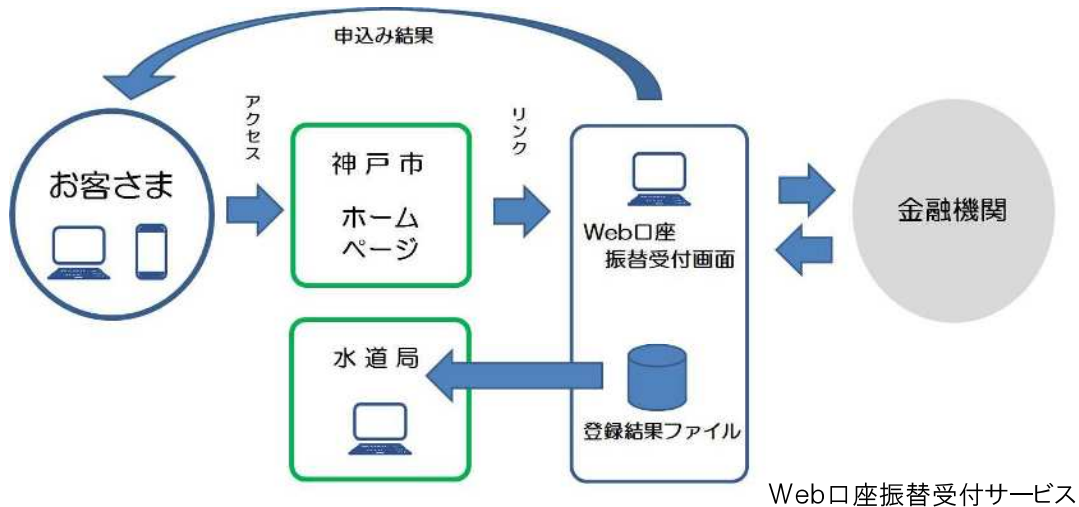 申込み結果
アクセス
リンク
お客さま
神戸市
ホーム
ページ
Web口座
振替受付画面
金融機関
水道局
登録結果ファイル
Web口座振替受付サービス